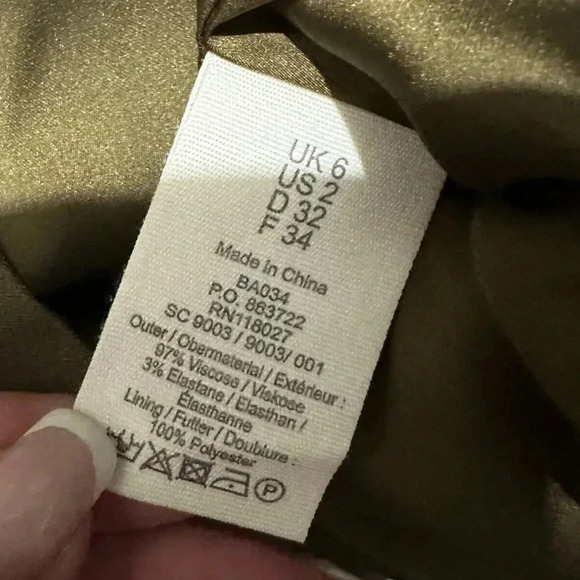 UK 6
US 2
D 32
F 34
Made in China
BA034
P.O. 863722
RN118027
SC 9003 / 9003/ 001
Outer / Obermaterial / Extérieur :
97% Viscose / Viskose
3% Elastane / Elasthan /
Élasthanne
Lining / Futter / Doublure :
100% Polyester
P